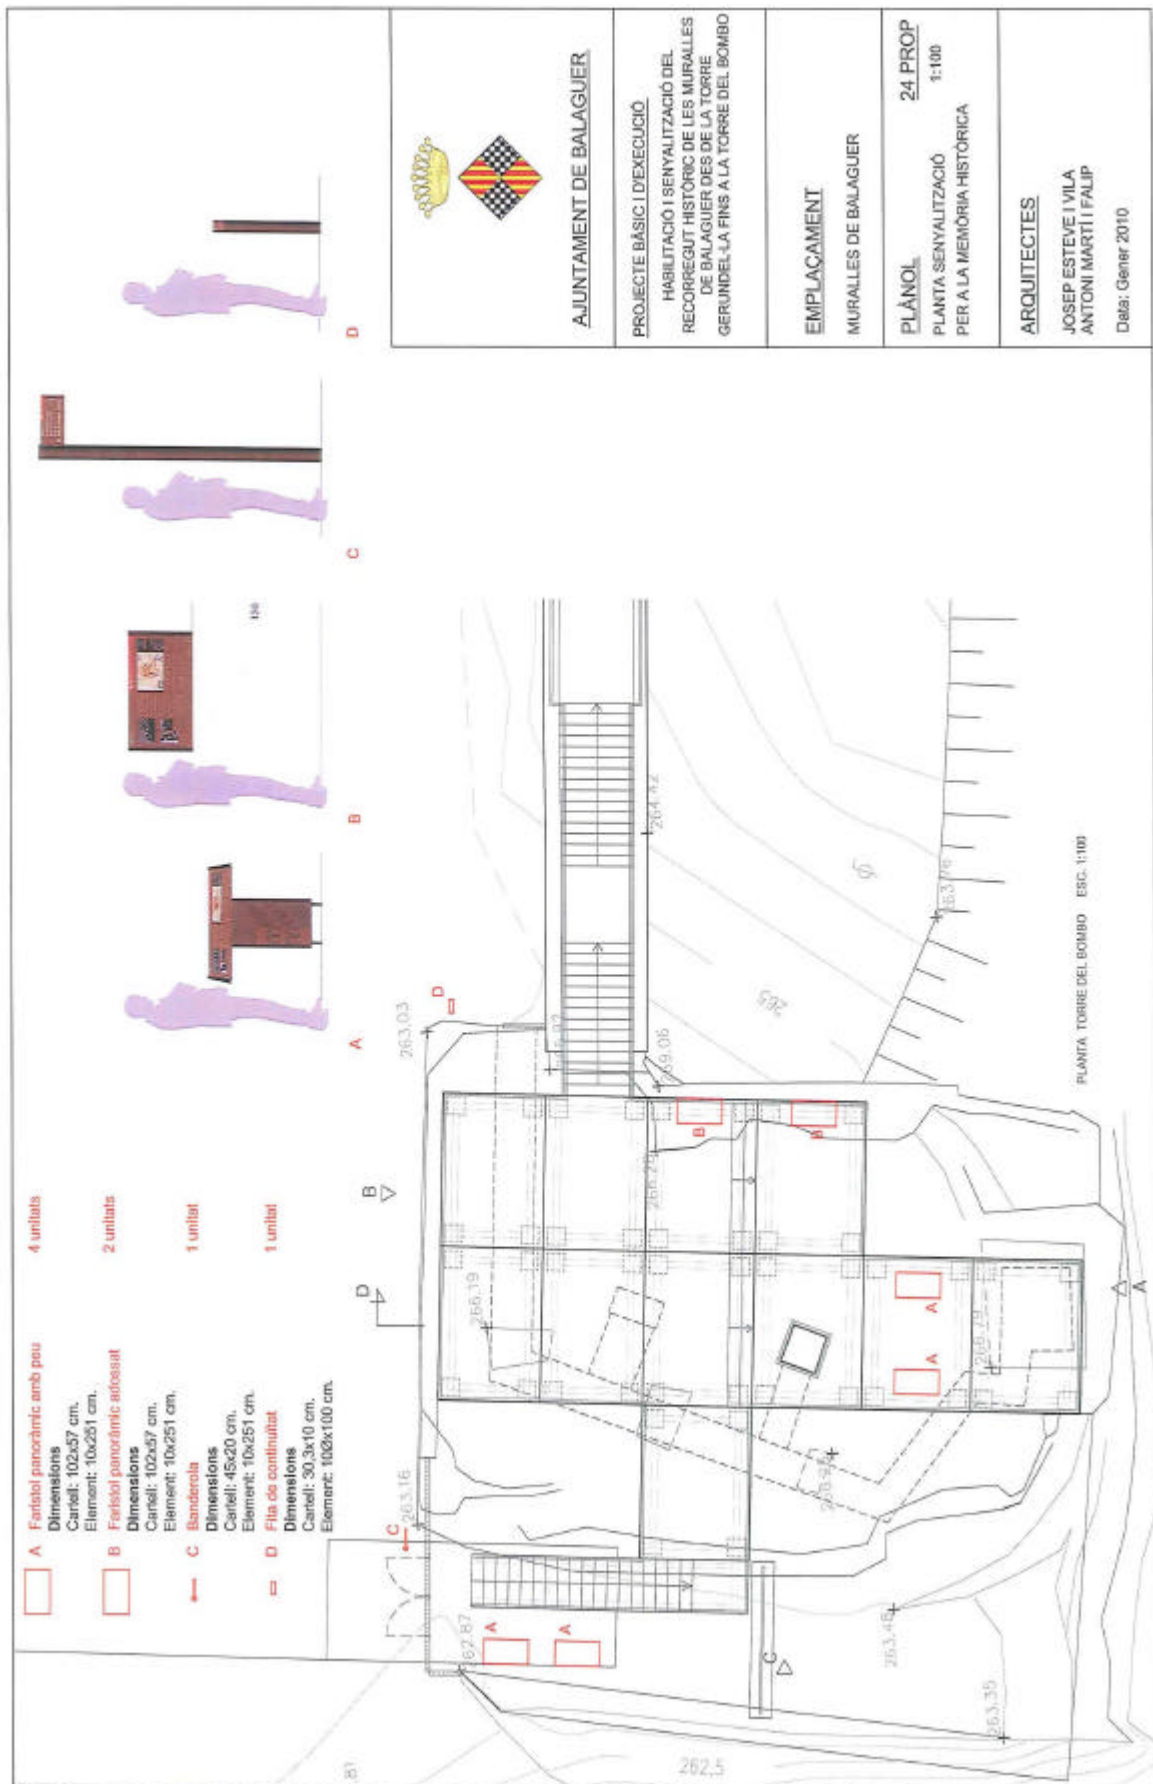 A Faristol panoràmic amb peu 4 unitats
Dimensions
Cartell: 102x57 cm.
Element: 10x251 cm.
B Faristol panoràmic adossat 2 unitats
Dimensions
Cartell: 102x57 cm.
Element: 10x251 cm.
C Banderola 1 unitat
Dimensions
Cartell: 45x20 cm.
Element: 10x251 cm.
D Fita de continuïtat 1 unitat
Dimensions
Cartell: 30,3x10 cm.
Element: 10Øx100 cm.
A
B
C
D
130
AJUNTAMENT DE BALAGUER
PROJECTE BÀSIC I D'EXECUCIÓ
HABILITACIÓ I SENYALITZACIÓ DEL
RECORREGUT HISTÒRIC DE LES MURALLES
DE BALAGUER DES DE LA TORRE
GERUNDEL·LA FINS A LA TORRE DEL BOMBO
EMPLAÇAMENT
MURALLES DE BALAGUER
PLÀNOL 24 PROP
PLANTA SENYALITZACIÓ 1:100
PER A LA MEMÒRIA HISTÒRICA
ARQUITECTES
JOSEP ESTEVE I VILA
ANTONI MARTÍ I FALIP
Data: Gener 2010
D
B
263,03
D
C
263,16
266,19
262,87
A
A
B
B
264,42
265
263,76
A
A
268,79
C
263,48
263,35
262,5
A
PLANTA TORRE DEL BOMBO ESC. 1:100